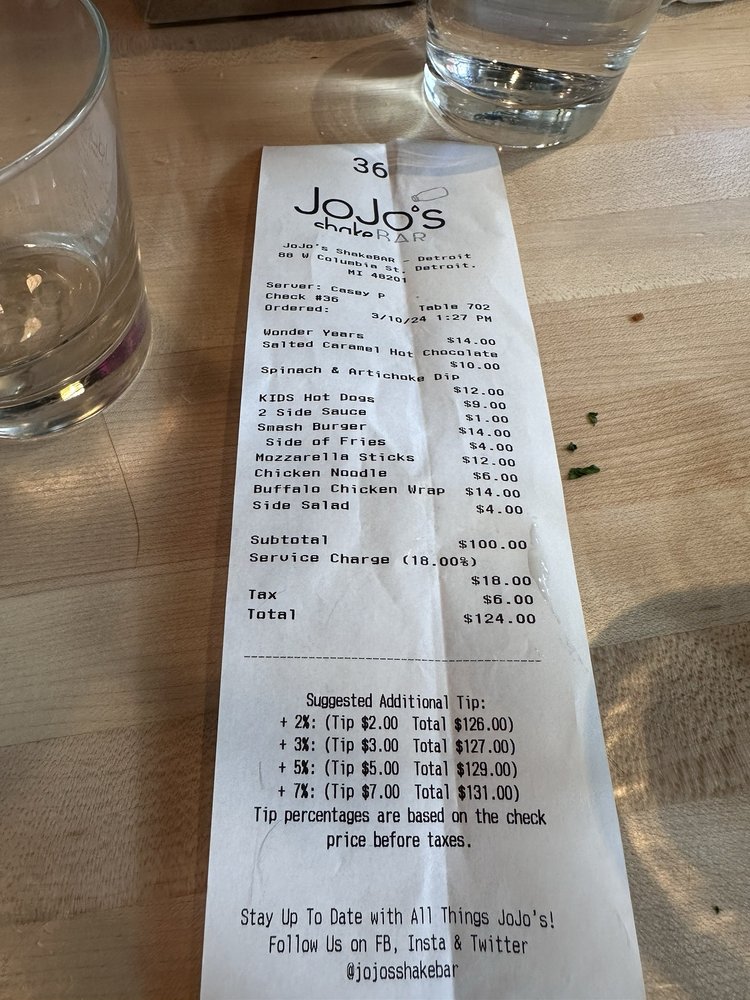 36
JoJo's
shakeBAR
JoJo's ShakeBAR - Detroit
88 W Columbia St, Detroit,
MI 48201
Server: Casey P
Check #36 Table 702
Ordered: 3/10/24 1:27 PM
Wonder Years $14.00
Salted Caramel Hot Chocolate
$10.00
Spinach & Artichoke Dip
$12.00
KIDS Hot Dogs $9.00
2 Side Sauce $1.00
Smash Burger $14.00
Side of Fries $4.00
Mozzarella Sticks $12.00
Chicken Noodle $6.00
Buffalo Chicken Wrap $14.00
Side Salad $4.00
Subtotal $100.00
Service Charge (18.00%)
$18.00
Tax $6.00
Total $124.00
Suggested Additional Tip:
+ 2%: (Tip $2.00 Total $126.00)
+ 3%: (Tip $3.00 Total $127.00)
+ 5%: (Tip $5.00 Total $129.00)
+ 7%: (Tip $7.00 Total $131.00)
Tip percentages are based on the check
price before taxes.
Stay Up To Date with All Things JoJo's!
Follow Us on FB, Insta & Twitter
@jojosshakebar